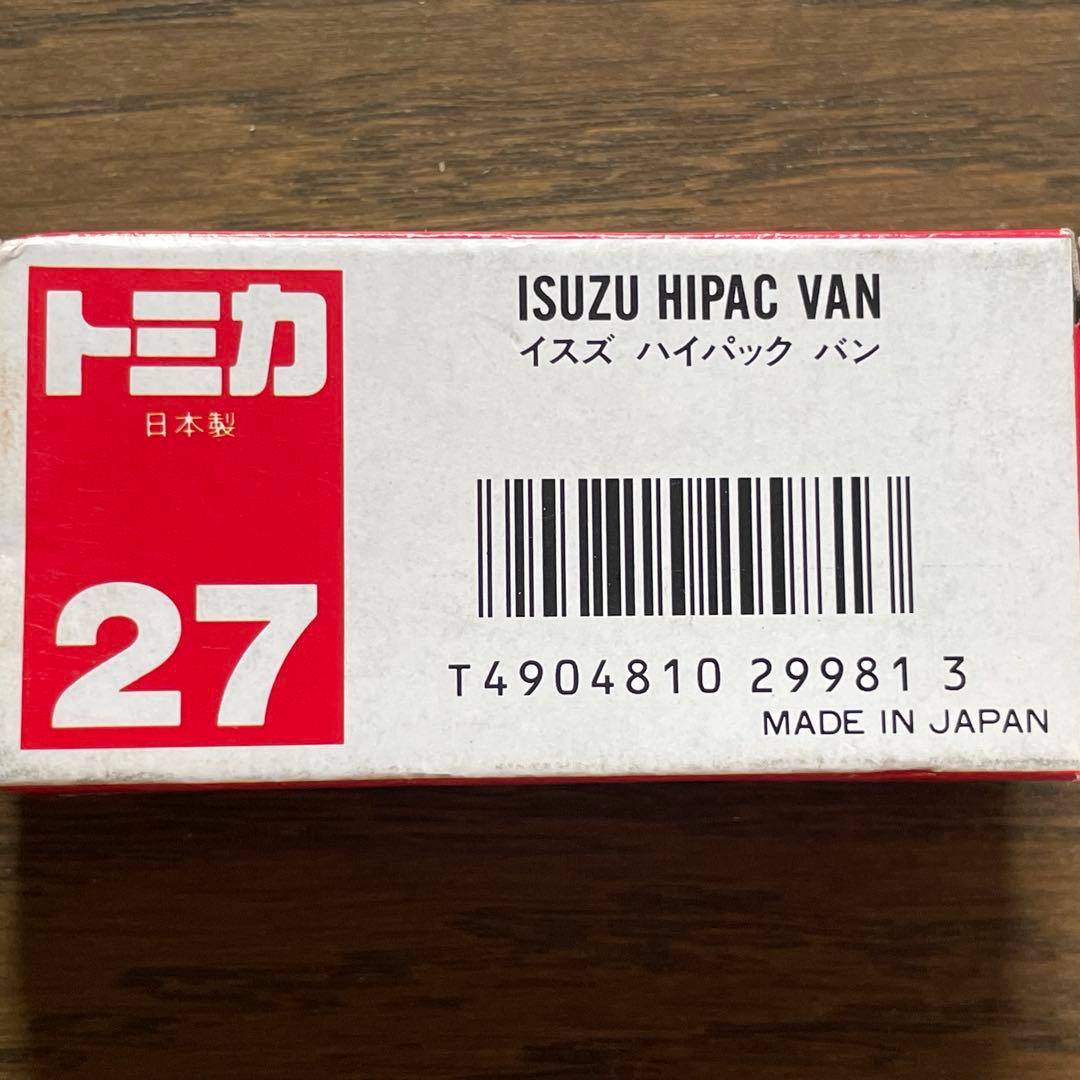 トミカ
日本製
27
ISUZU HIPAC VAN
イスズ ハイパック バン
T4904810 29981 3
MADE IN JAPAN